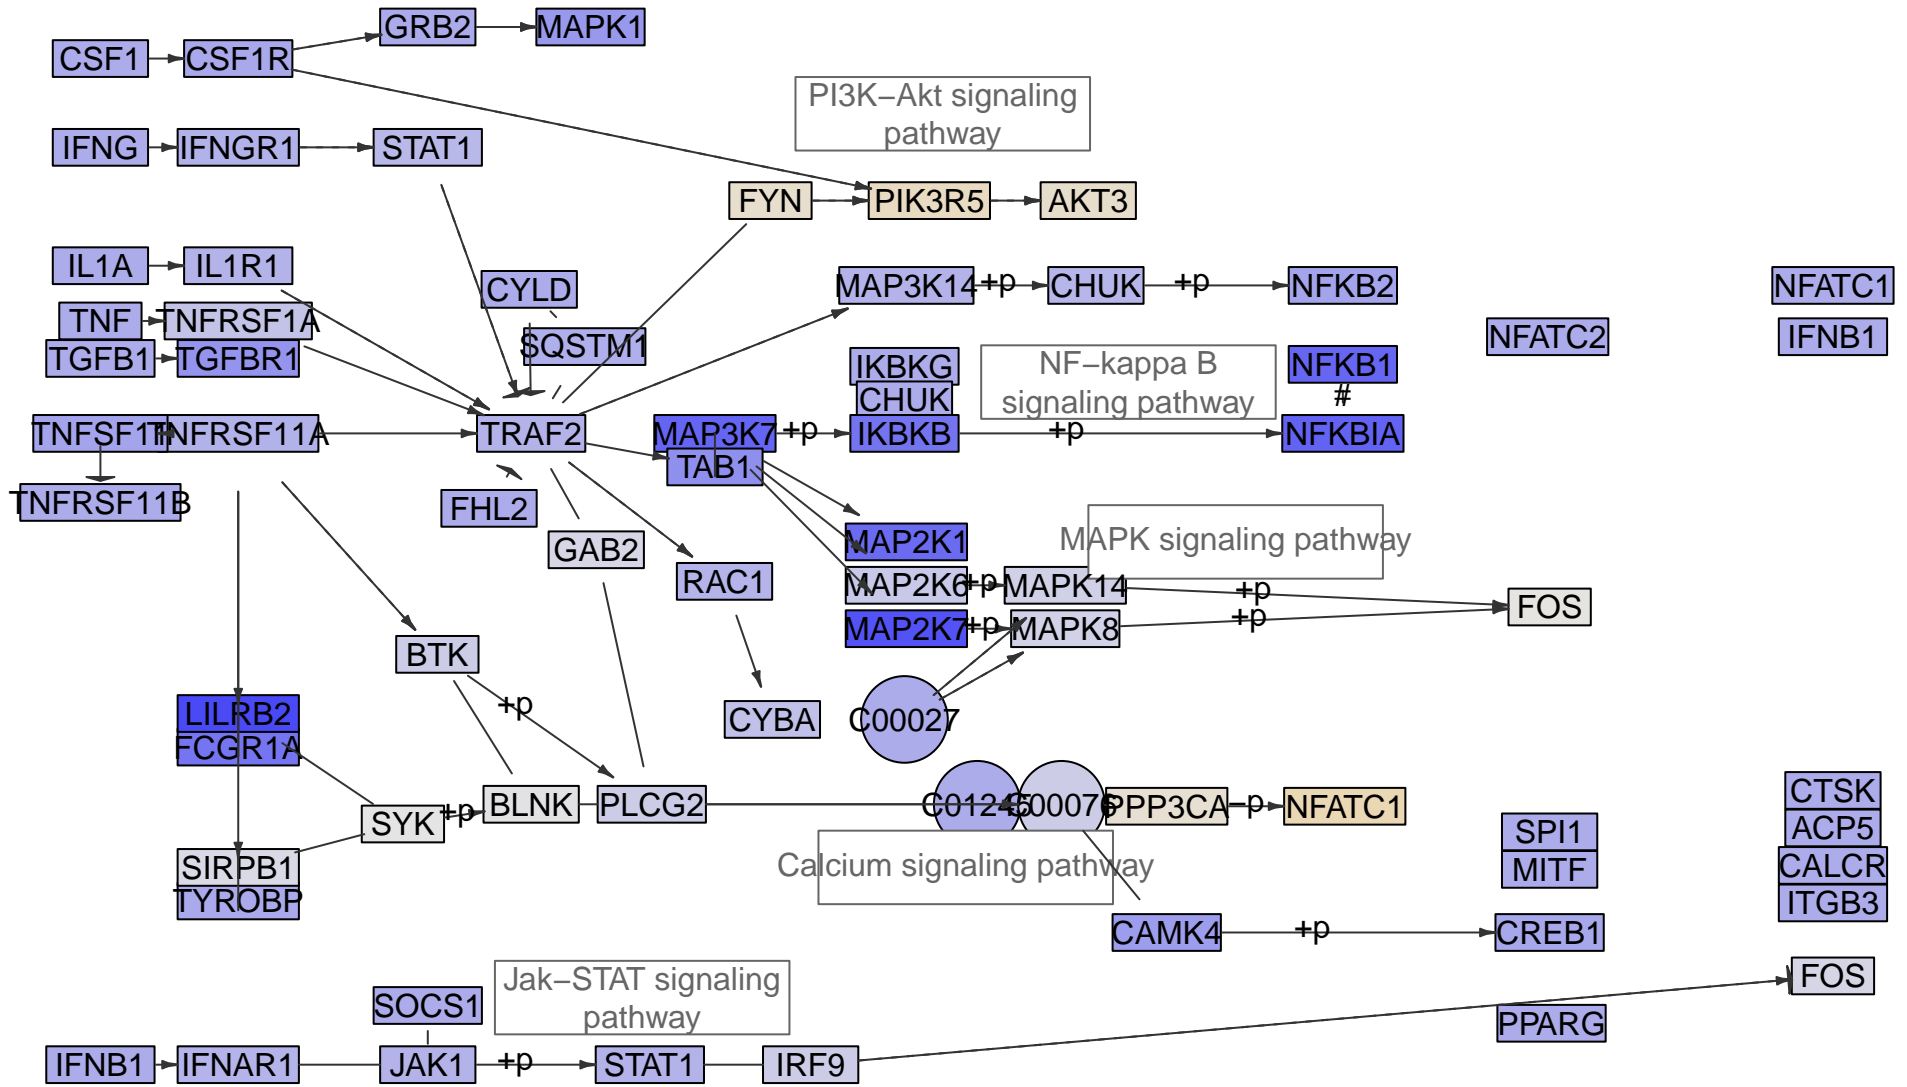 GRB2
MAPK1
CSF1
CSF1R
PI3K−Akt signaling
pathway
IFNG
IFNGR1
STAT1
FYN
PIK3R5
AKT3
IL1A
IL1R1
CYLD
MAP3K14
+p
CHUK
+p
NFKB2
NFATC1
TNF
TNFRSF1A
SQSTM1
NFATC2
IFNB1
TGFB1
TGFBR1
IKBKG
NF−kappa B
signaling pathway
NFKB1
#
CHUK
TNFRSF11A
TRAF2
MAP3K7
+p
IKBKB
+p
NFKBIA
TAB1
TNFRSF11B
FHL2
GAB2
MAP2K1
MAPK signaling pathway
RAC1
MAP2K6
+p
MAPK14
+p
FOS
MAP2K7
+p
MAPK8
+p
BTK
LILRB2
+p
CYBA
C00027
FCGR1A
SYK
+p
BLNK
PLCG2
C00076
PPP3CA
−p
NFATC1
CTSK
SPI1
ACP5
SIRPB1
Calcium signaling pathway
MITF
CALCR
TYROBP
ITGB3
CAMK4
+p
CREB1
Jak−STAT signaling
pathway
FOS
SOCS1
PPARG
IFNB1
IFNAR1
JAK1
+p
STAT1
IRF9